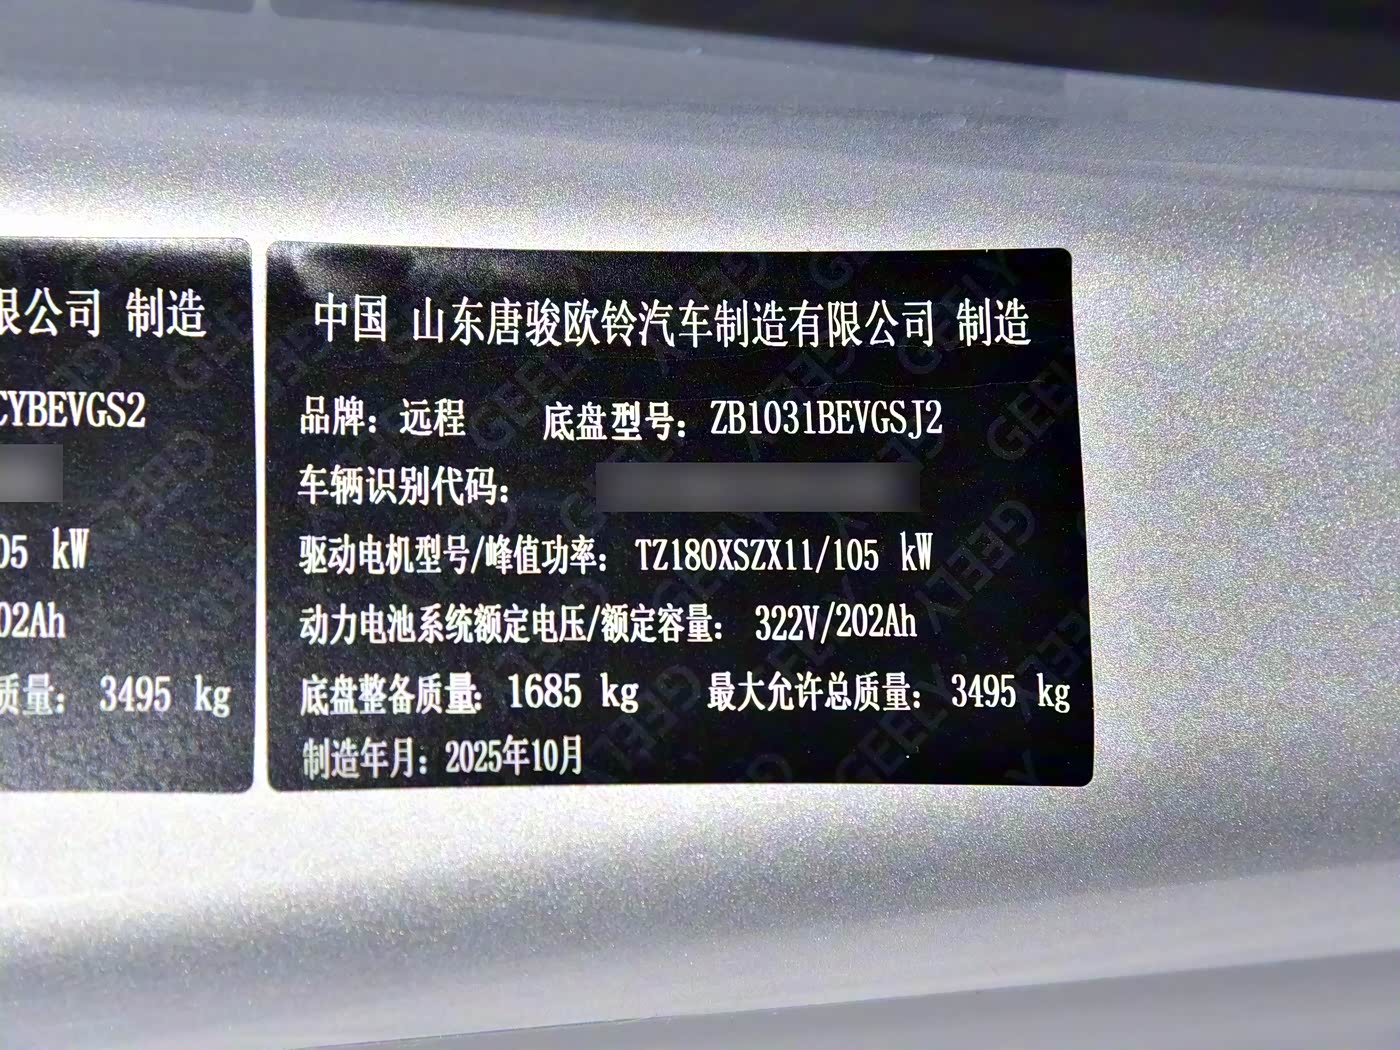 限公司 制造
CYBEVGS2
05 kW
02Ah
质量: 3495 kg
中国 山东唐骏欧铃汽车制造有限公司 制造
品牌: 远程 底盘型号: ZB1031BEVGSJ2
车辆识别代码:
驱动电机型号/峰值功率: TZ180XSZX11/105 kW
动力电池系统额定电压/额定容量: 322V/202Ah
底盘整备质量: 1685 kg 最大允许总质量: 3495 kg
制造年月: 2025年10月
GEELY